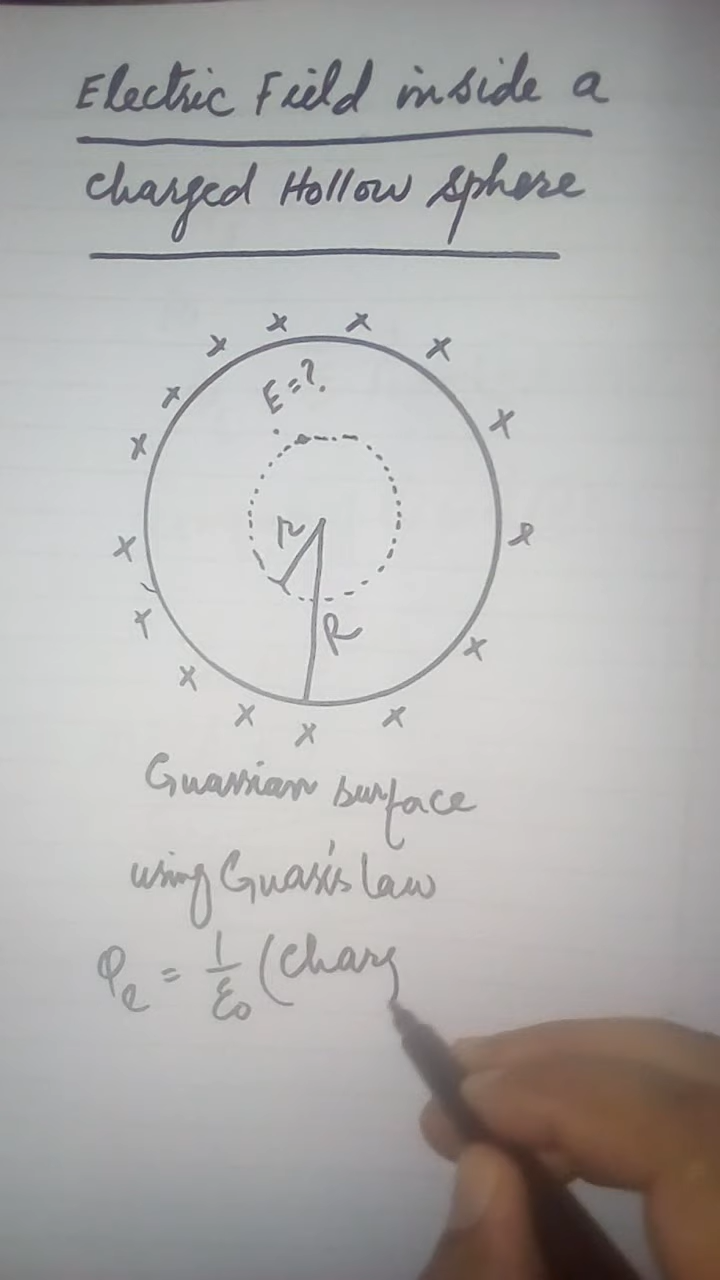 Electric Field inside a
charged Hollow sphere
E=?
r
R
Guassian surface
using Guass's law
φe = 1/ε0 (Charg